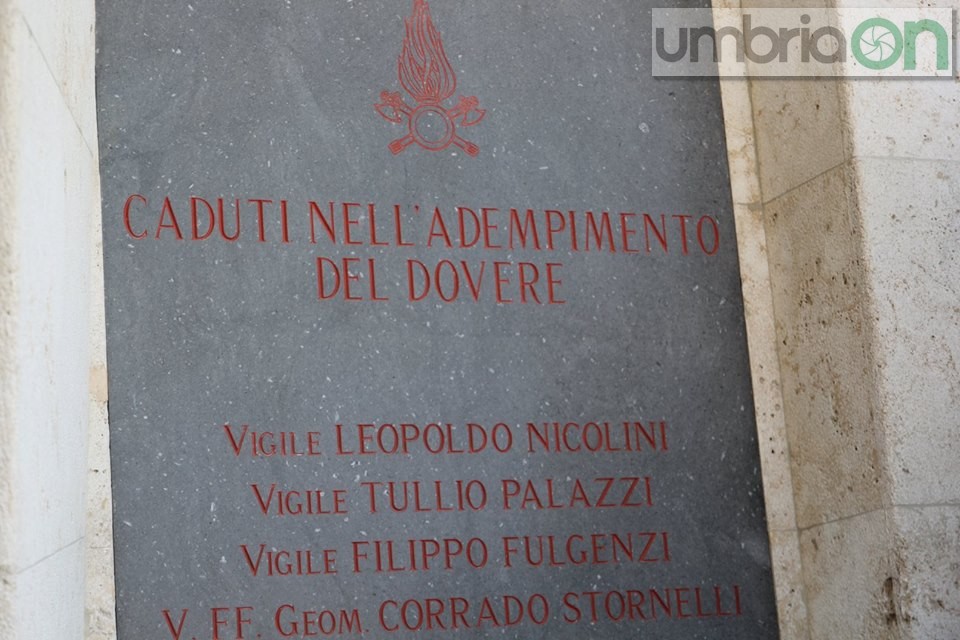 umbriaON
CADUTI NELL'ADEMPIMENTO
DEL DOVERE
VIGILE LEOPOLDO NICOLINI
VIGILE TULLIO PALAZZI
VIGILE FILIPPO FULGENZI
V. FF. GEOM. CORRADO STORNELLI